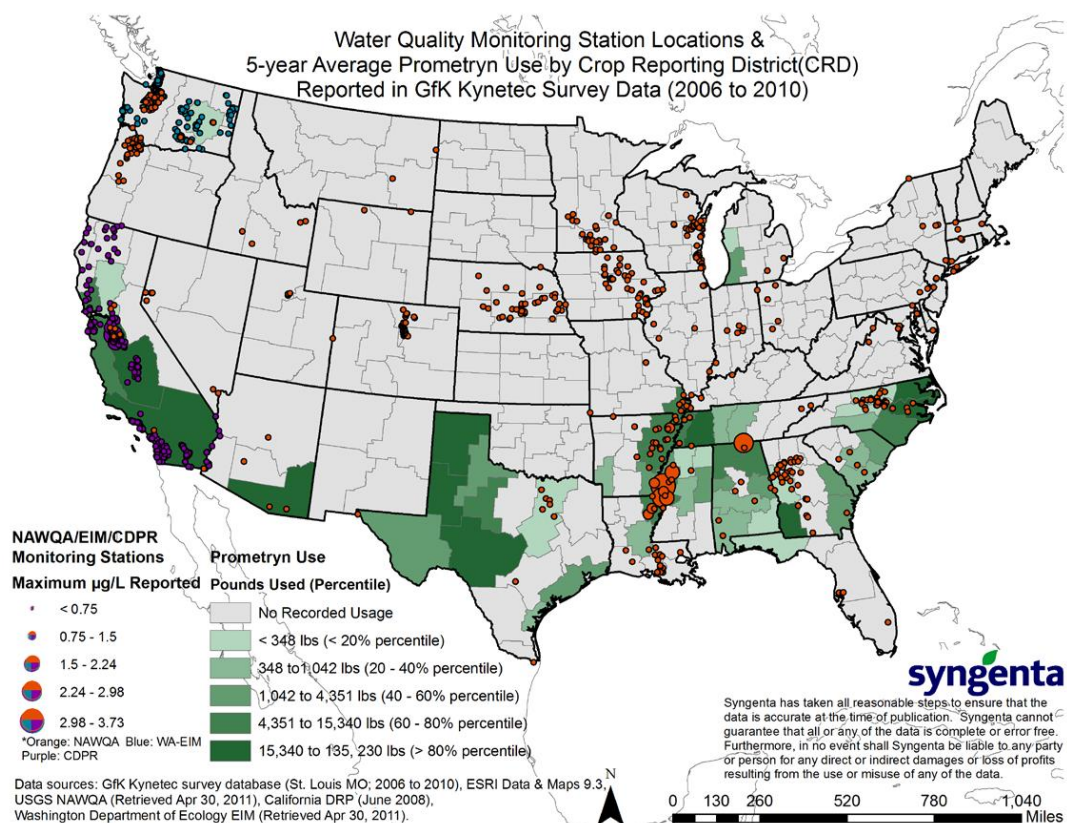 Water Quality Monitoring Station Locations &
5-year Average Prometryn Use by Crop Reporting District(CRD)
Reported in GfK Kynetec Survey Data (2006 to 2010)
NAWQA/EIM/CDPR
Monitoring Stations
Maximum µg/L Reported
< 0.75
0.75 - 1.5
1.5 - 2.24
2.24 - 2.98
2.98 - 3.73
*Orange: NAWQA Blue: WA-EIM
Purple: CDPR
Prometryn Use
Pounds Used (Percentile)
No Recorded Usage
< 348 lbs (< 20% percentile)
348 to1,042 lbs (20 - 40% percentile)
1,042 to 4,351 lbs (40 - 60% percentile)
4,351 to 15,340 lbs (60 - 80% percentile)
15,340 to 135, 230 lbs (> 80% percentile)
Data sources: GfK Kynetec survey database (St. Louis MO; 2006 to 2010), ESRI Data & Maps 9.3,
USGS NAWQA (Retrieved Apr 30, 2011), California DRP (June 2008),
Washington Department of Ecology EIM (Retrieved Apr 30, 2011).
syngenta
Syngenta has taken all reasonable steps to ensure that the
data is accurate at the time of publication. Syngenta cannot
guarantee that all or any of the data is complete or error free.
Furthermore, in no event shall Syngenta be liable to any party
or person for any direct or indirect damages or loss of profits
resulting from the use or misuse of any of the data.
N
0 130 260 520 780 1,040
Miles